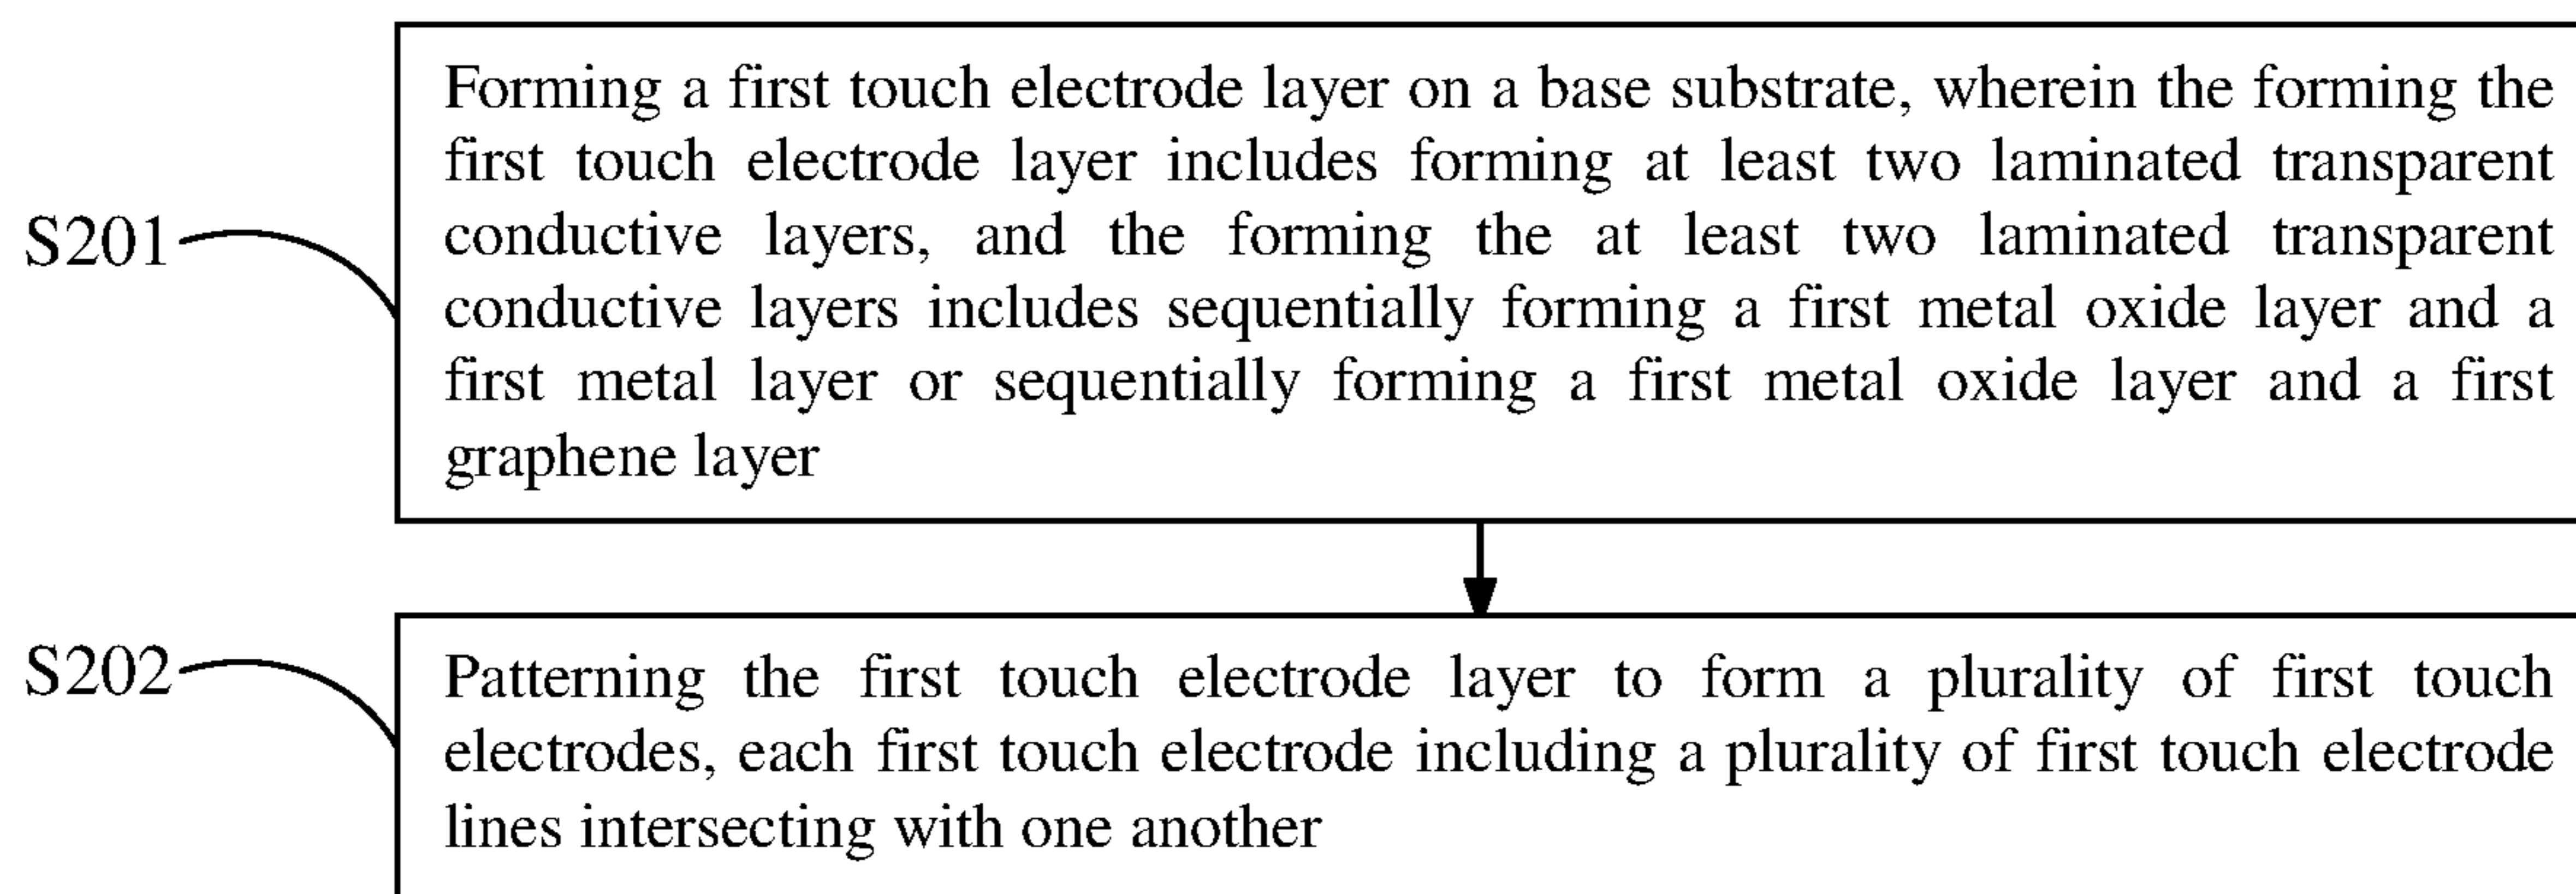 Forming a first touch electrode layer on a base substrate, wherein the forming the
first touch electrode layer includes forming at least two laminated transparent
S201
conductive layers, and the forming the at least two laminated transparent
conductive layers includes sequentially forming a first metal oxide layer and a
first metal layer or sequentially forming a first metal oxide layer and a first
graphene layer
S202
Patterning the first touch electrode layer to form a plurality of first touch
electrodes, each first touch electrode including a plurality of first touch electrode
lines intersecting with one another